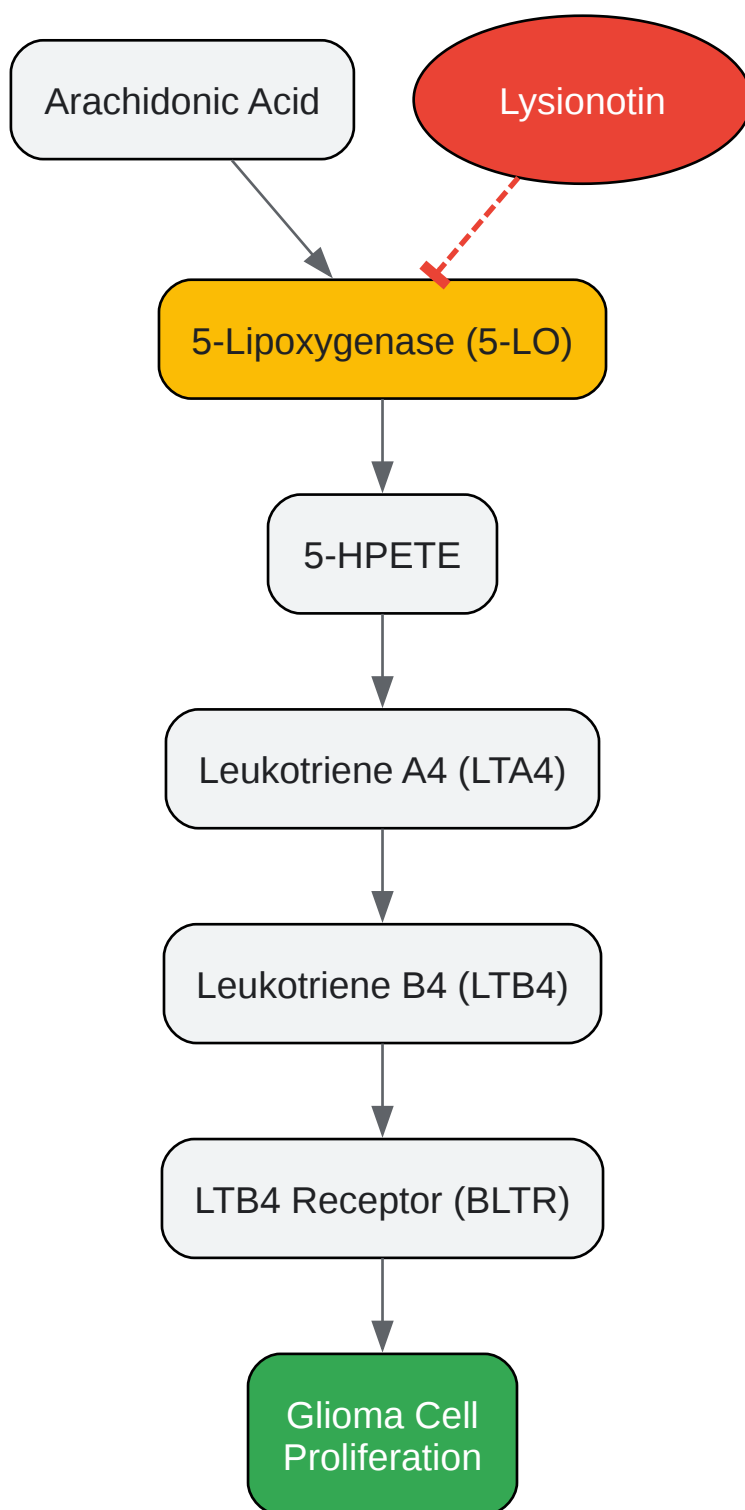 Arachidonic Acid
Lysionotin
5-Lipoxygenase (5-LO)
5-HPETE
Leukotriene A4 (LTA4)
Leukotriene B4 (LTB4)
LTB4 Receptor (BLTR)
Glioma Cell
Proliferation